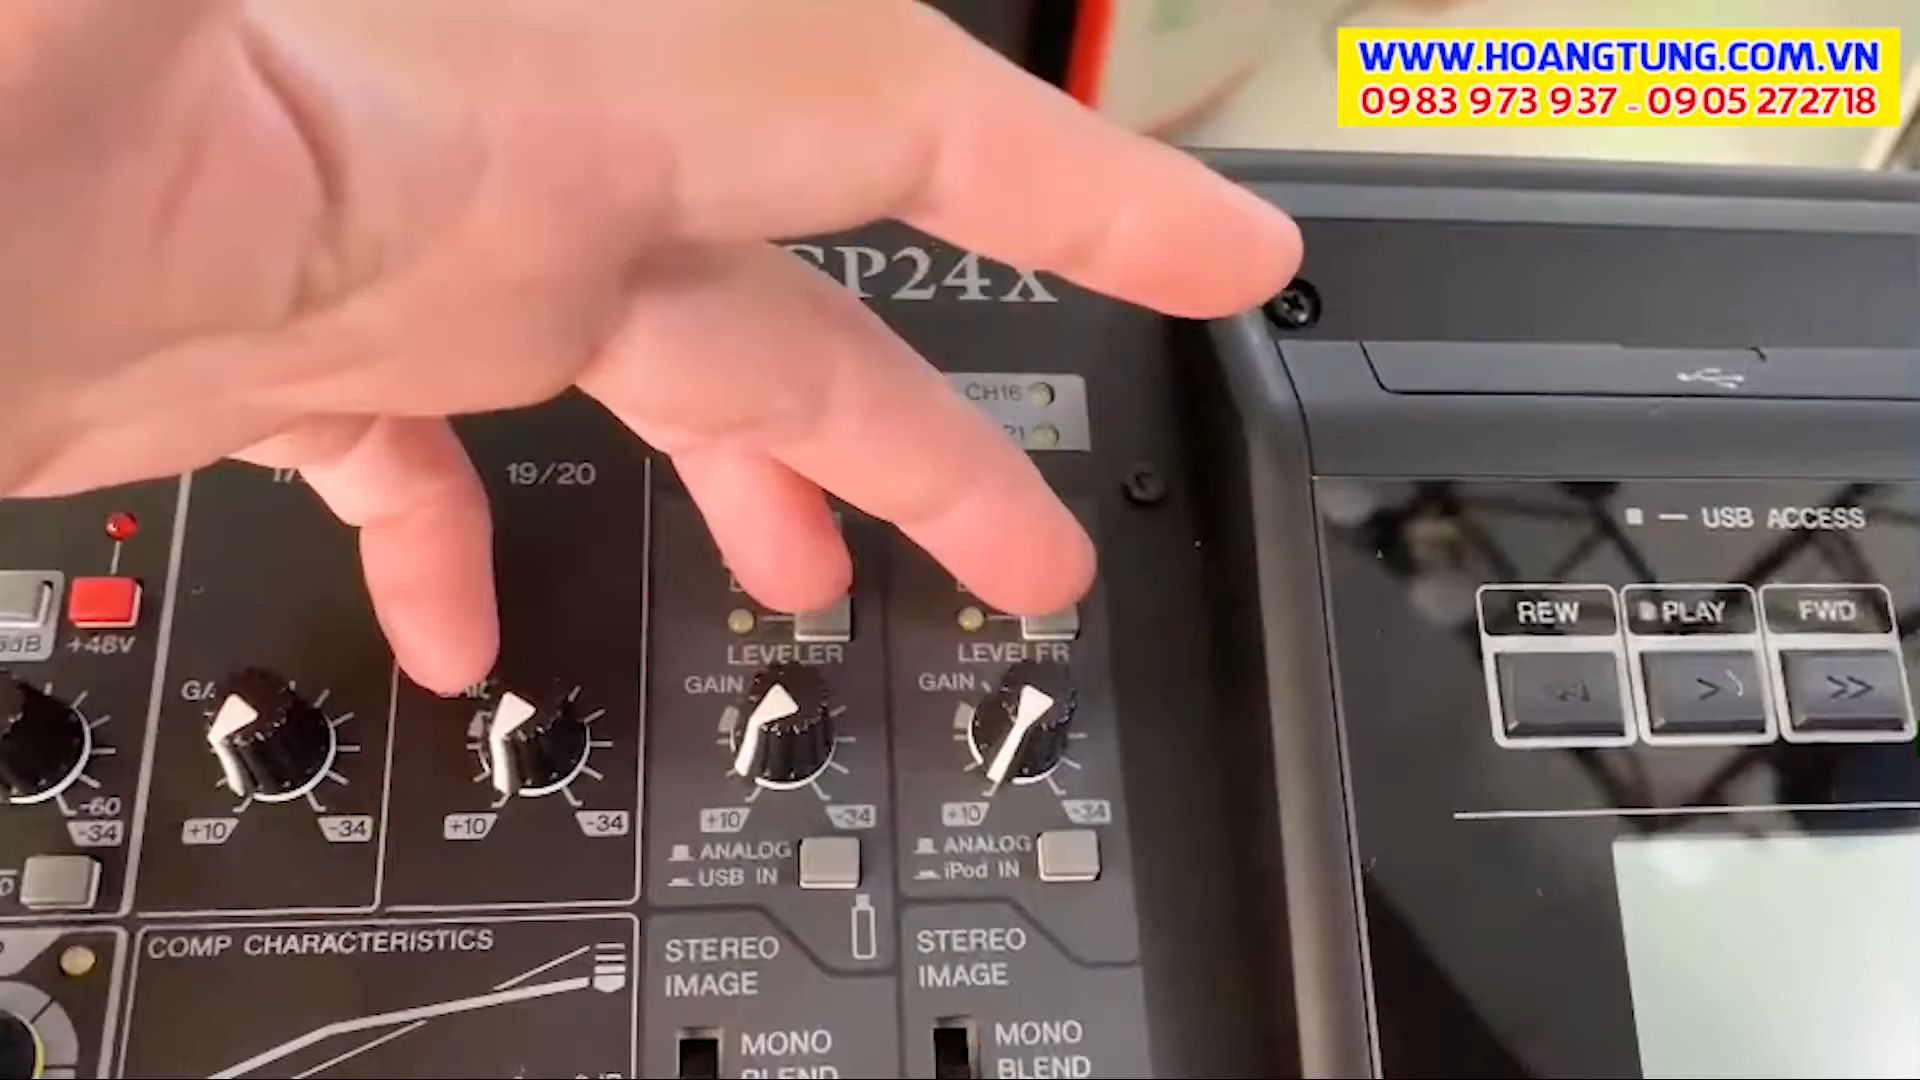 WWW.HOANGTUNG.COM.VN
0983 973 937 - 0905 272718
GP24X
CH16
19/20
USB ACCESS
REW
PLAY
FWD
+48V
LEVELER
LEVELER
GAIN
GAIN
-60
-34
+10
-34
+10
-34
+10
-34
+10
-34
ANALOG
USB IN
ANALOG
iPod IN
COMP CHARACTERISTICS
STEREO
IMAGE
STEREO
IMAGE
MONO
BLEND
MONO
BLEND